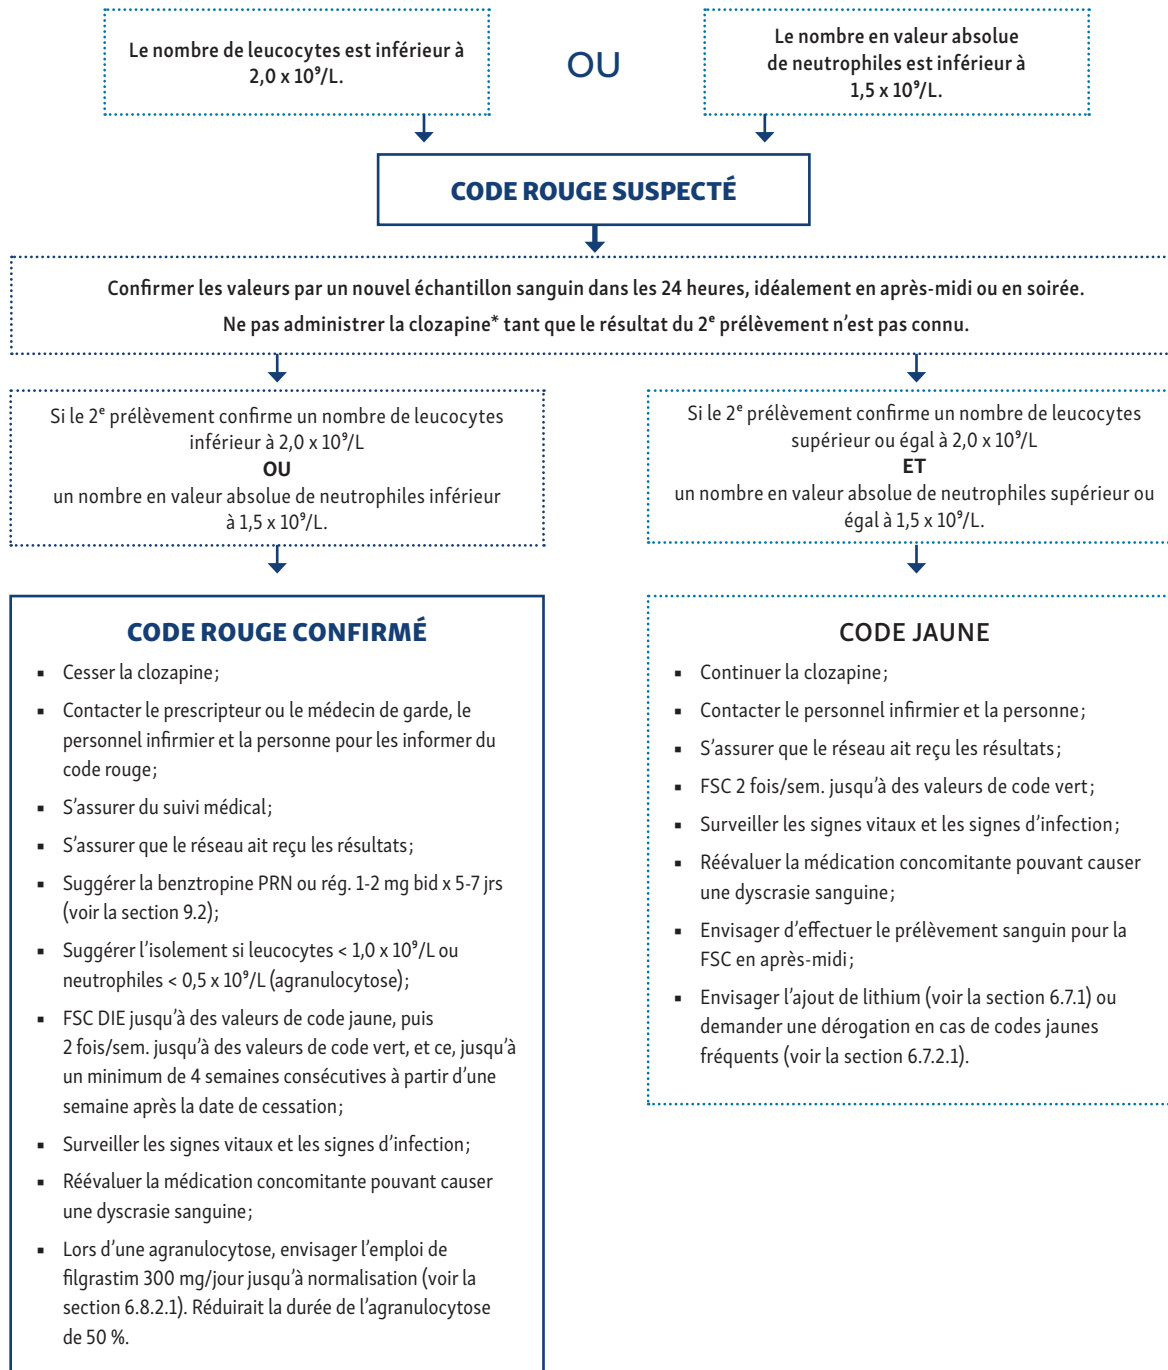 Le nombre de leucocytes est inférieur à
2,0 x 10⁹/L.
OU
Le nombre en valeur absolue
de neutrophiles est inférieur à
1,5 x 10⁹/L.
CODE ROUGE SUSPECTÉ
Confirmer les valeurs par un nouvel échantillon sanguin dans les 24 heures, idéalement en après-midi ou en soirée.
Ne pas administrer la clozapine* tant que le résultat du 2ᵉ prélèvement n’est pas connu.
Si le 2ᵉ prélèvement confirme un nombre de leucocytes
inférieur à 2,0 x 10⁹/L
OU
un nombre en valeur absolue de neutrophiles inférieur
à 1,5 x 10⁹/L.
Si le 2ᵉ prélèvement confirme un nombre de leucocytes
supérieur ou égal à 2,0 x 10⁹/L
ET
un nombre en valeur absolue de neutrophiles supérieur ou
égal à 1,5 x 10⁹/L.
CODE ROUGE CONFIRMÉ
▪ Cesser la clozapine;
▪ Contacter le prescripteur ou le médecin de garde, le
personnel infirmier et la personne pour les informer du
code rouge;
▪ S’assurer du suivi médical;
▪ S’assurer que le réseau ait reçu les résultats;
▪ Suggérer la benztropine PRN ou rég. 1-2 mg bid x 5-7 jrs
(voir la section 9.2);
▪ Suggérer l’isolement si leucocytes < 1,0 x 10⁹/L ou
neutrophiles < 0,5 x 10⁹/L (agranulocytose);
▪ FSC DIE jusqu’à des valeurs de code jaune, puis
2 fois/sem. jusqu’à des valeurs de code vert, et ce, jusqu’à
un minimum de 4 semaines consécutives à partir d’une
semaine après la date de cessation;
▪ Surveiller les signes vitaux et les signes d’infection;
▪ Réévaluer la médication concomitante pouvant causer
une dyscrasie sanguine;
▪ Lors d’une agranulocytose, envisager l’emploi de
filgrastim 300 mg/jour jusqu’à normalisation (voir la
section 6.8.2.1). Réduirait la durée de l’agranulocytose
de 50 %.
CODE JAUNE
▪ Continuer la clozapine;
▪ Contacter le personnel infirmier et la personne;
▪ S’assurer que le réseau ait reçu les résultats;
▪ FSC 2 fois/sem. jusqu’à des valeurs de code vert;
▪ Surveiller les signes vitaux et les signes d’infection;
▪ Réévaluer la médication concomitante pouvant causer
une dyscrasie sanguine;
▪ Envisager d’effectuer le prélèvement sanguin pour la
FSC en après-midi;
▪ Envisager l’ajout de lithium (voir la section 6.7.1) ou
demander une dérogation en cas de codes jaunes
fréquents (voir la section 6.7.2.1).